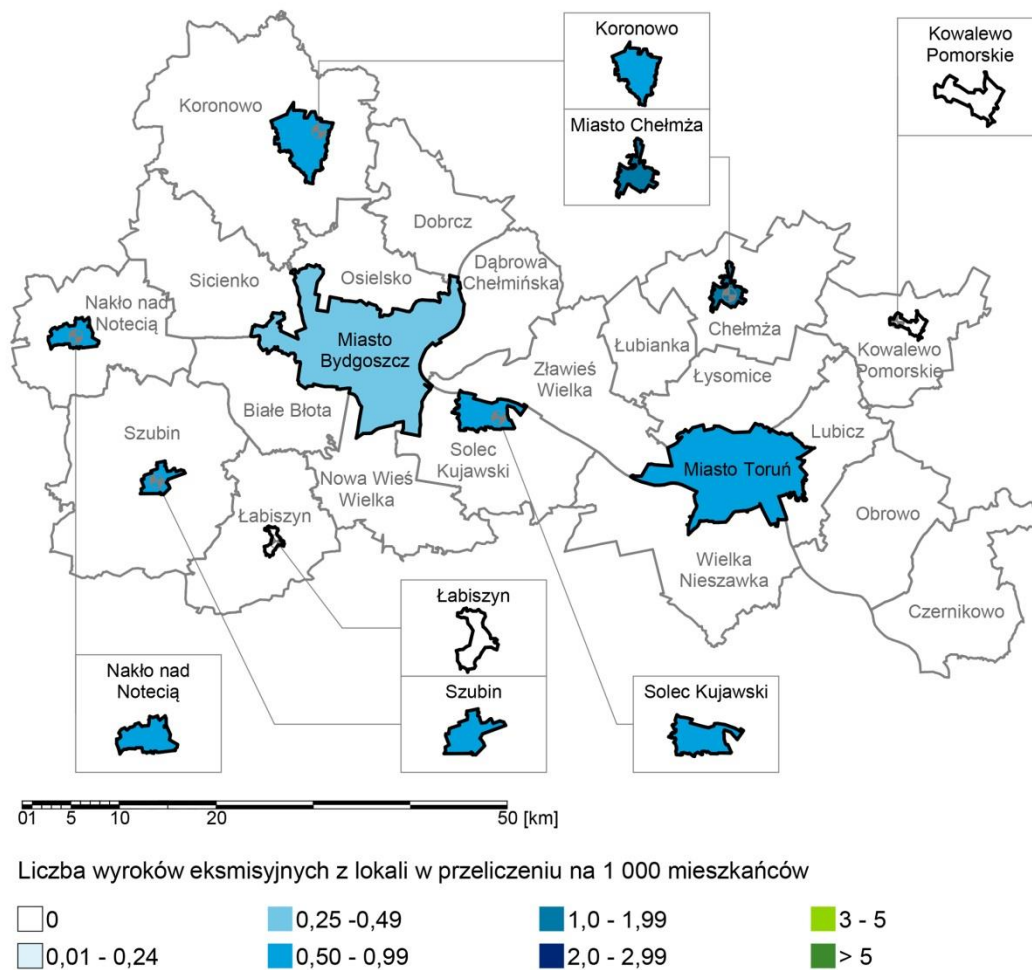 Koronowo
Kowalewo
Pomorskie
Koronowo
Miasto Chełmża
Dobrcz
Sicienko
Osielsko
Dąbrowa
Chełmińska
Nakło nad
Notecią
Miasto
Bydgoszcz
Łubianka
Chełmża
Kowalewo
Pomorskie
Zławieś
Wielka
Łysomice
Białe Błota
Szubin
Solec
Kujawski
Miasto Toruń
Lubicz
Nowa Wieś
Wielka
Łabiszyn
Obrowo
Wielka
Nieszawka
Czernikowo
Łabiszyn
Nakło nad
Notecią
Szubin
Solec Kujawski
01 5 10 20 50 [km]
Liczba wyroków eksmisyjnych z lokali w przeliczeniu na 1 000 mieszkańców
0 0,25 -0,49 1,0 - 1,99 3 - 5
0,01 - 0,24 0,50 - 0,99 2,0 - 2,99 > 5